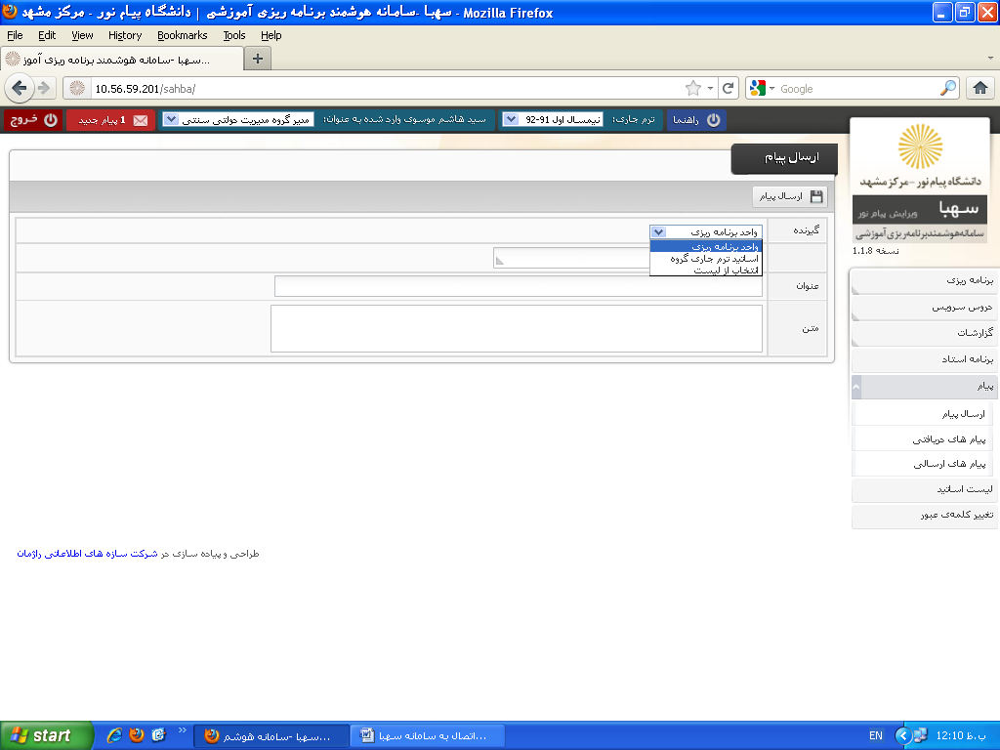 سهبا -سامانه هوشمند برنامه ریزی آموزشی | دانشگاه پیام نور - مرکز مشهد - Mozilla Firefox
File Edit View History Bookmarks Tools Help
سهبا -سامانه هوشمند برنامه ریزی آموز...
10.56.59.201/sahba/
Google
راهنما
ترم جاری: نیمسال اول 91-92
سید هاشم موسوی وارد شده به عنوان: مدیر گروه مدیریت دولتی سنتی
1 پیام جدید
خروج
دانشگاه پیام نور -مرکز مشهد
سهبا ویرایش پیام نور
سامانه‌هوشمندبرنامه‌ریزی‌آموزشی
نسخه 1.1.8
برنامه ریزی
دروس سرویس
گزارشات
برنامه استاد
پیام
ارسال پیام
پیام های دریافتی
پیام های ارسالی
لیست اساتید
تغییر کلمه‌ی عبور
ارسال پیام
ارسال پیام
گیرنده
واحد برنامه ریزی
واحد برنامه ریزی
اساتید ترم جاری گروه
انتخاب از لیست
عنوان
متن
طراحی و پیاده سازی در شرکت سازه های اطلاعاتی راژمان
start
سهبا -سامانه هوشم...
اتصال به سامانه سهبا...
EN
12:10 ب.ظ